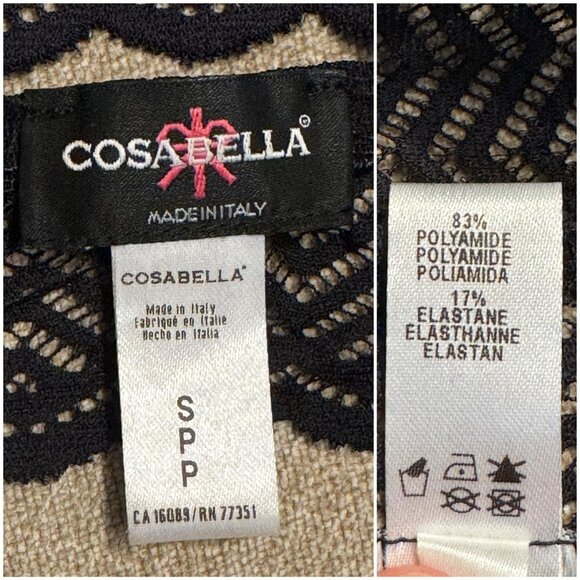 COSABELLA®
MADE IN ITALY
COSABELLA®
Made in Italy
Fabriqué en Italie
Hecho en Italia
S
P
P
CA 16089/RN 77351
83%
POLYAMIDE
POLYAMIDE
POLIAMIDA
17%
ELASTANE
ELASTHANNE
ELASTAN